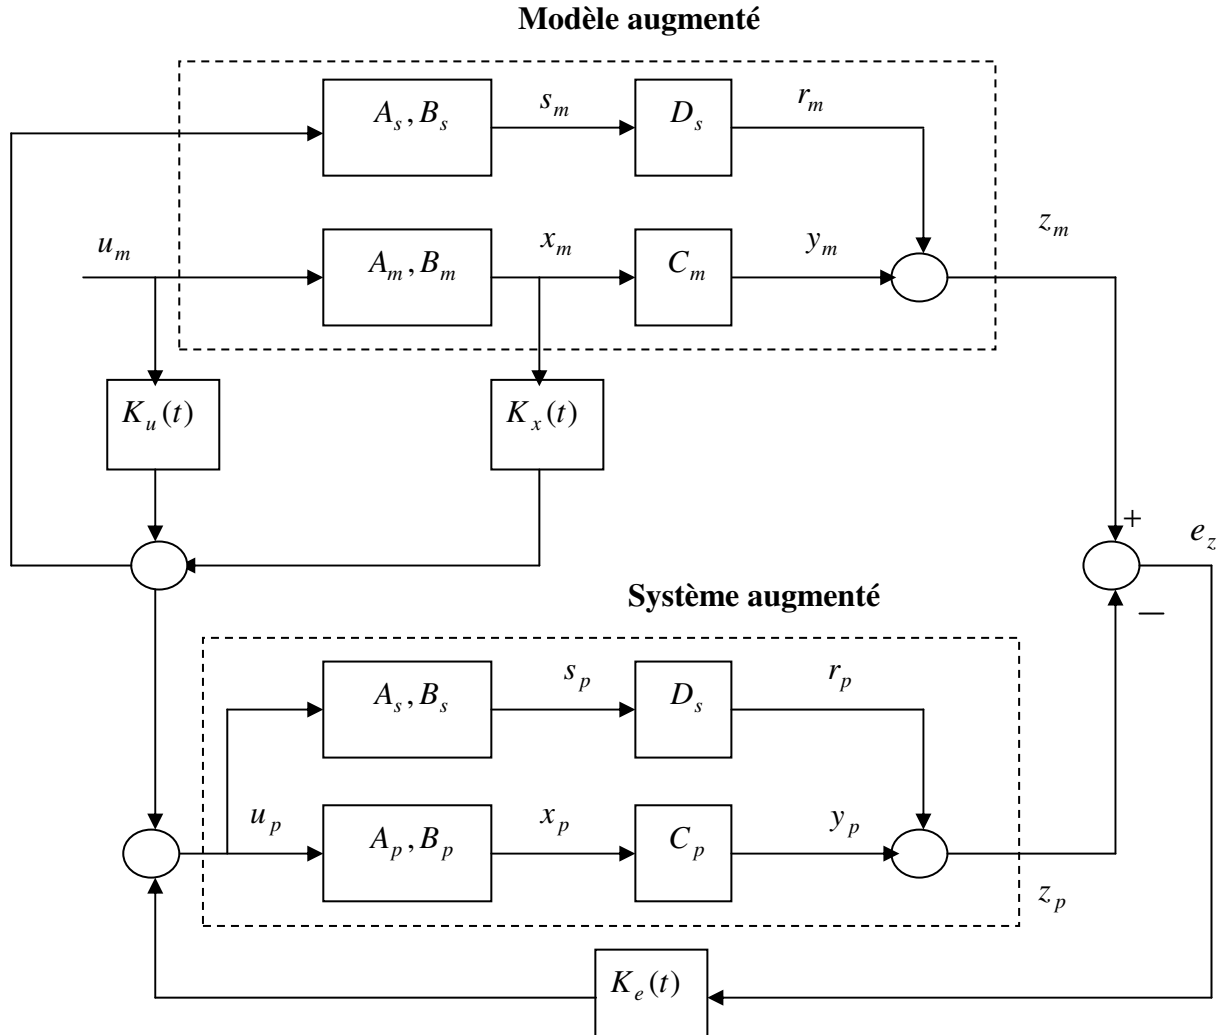 Modèle augmenté
A_s, B_s
s_m
D_s
r_m
u_m
A_m, B_m
x_m
C_m
y_m
z_m
K_u(t)
K_x(t)
+
e_z
Système augmenté
−
A_s, B_s
s_p
D_s
r_p
u_p
A_p, B_p
x_p
C_p
y_p
z_p
K_e(t)